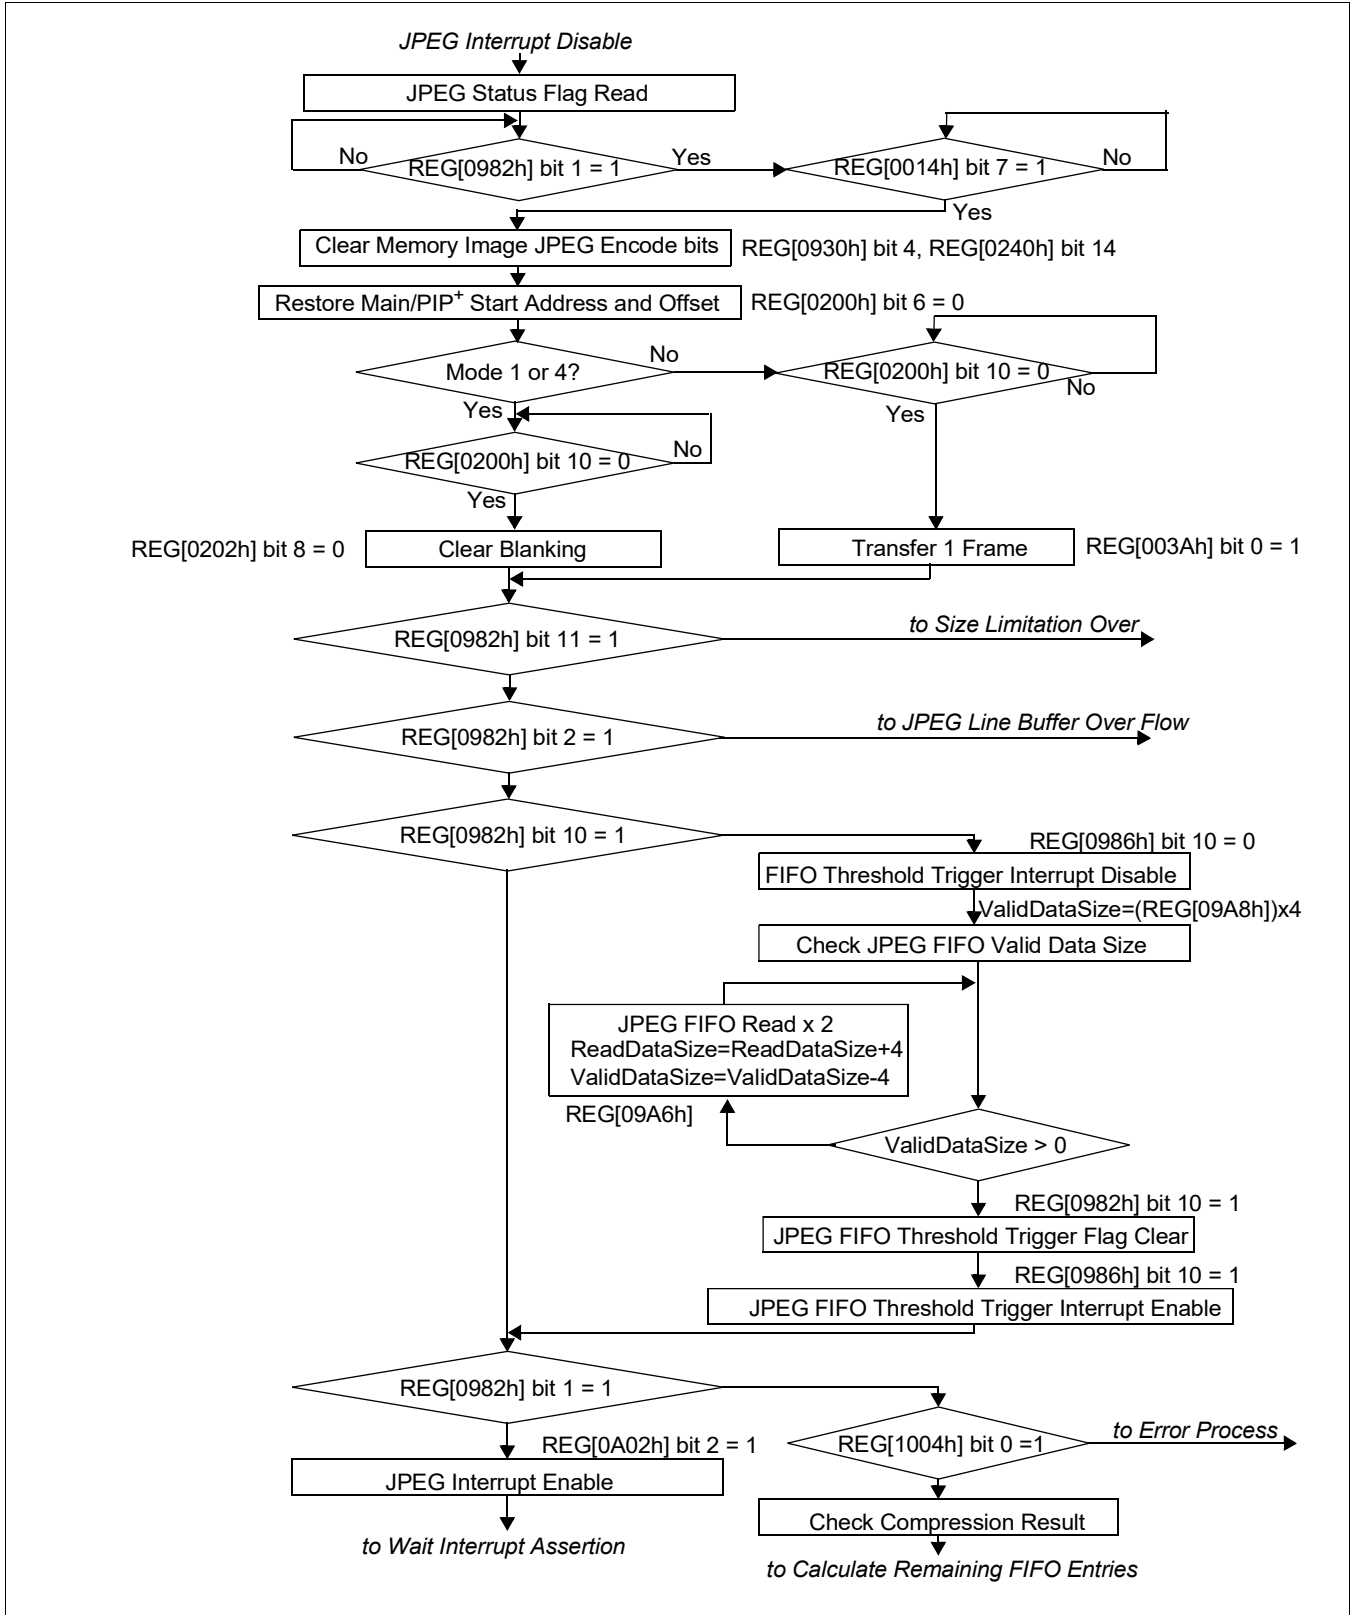 JPEG Interrupt Disable
JPEG Status Flag Read
No
REG[0982h] bit 1 = 1
Yes
REG[0014h] bit 7 = 1
No
Yes
Clear Memory Image JPEG Encode bits
REG[0930h] bit 4, REG[0240h] bit 14
Restore Main/PIP+ Start Address and Offset
REG[0200h] bit 6 = 0
Mode 1 or 4?
No
REG[0200h] bit 10 = 0
No
Yes
Yes
REG[0200h] bit 10 = 0
No
Yes
REG[0202h] bit 8 = 0
Clear Blanking
Transfer 1 Frame
REG[003Ah] bit 0 = 1
REG[0982h] bit 11 = 1
to Size Limitation Over
REG[0982h] bit 2 = 1
to JPEG Line Buffer Over Flow
REG[0982h] bit 10 = 1
REG[0986h] bit 10 = 0
FIFO Threshold Trigger Interrupt Disable
ValidDataSize=(REG[09A8h])x4
Check JPEG FIFO Valid Data Size
JPEG FIFO Read x 2
ReadDataSize=ReadDataSize+4
ValidDataSize=ValidDataSize-4
REG[09A6h]
ValidDataSize > 0
REG[0982h] bit 10 = 1
JPEG FIFO Threshold Trigger Flag Clear
REG[0986h] bit 10 = 1
JPEG FIFO Threshold Trigger Interrupt Enable
REG[0982h] bit 1 = 1
REG[0A02h] bit 2 = 1
REG[1004h] bit 0 =1
to Error Process
JPEG Interrupt Enable
Check Compression Result
to Wait Interrupt Assertion
to Calculate Remaining FIFO Entries